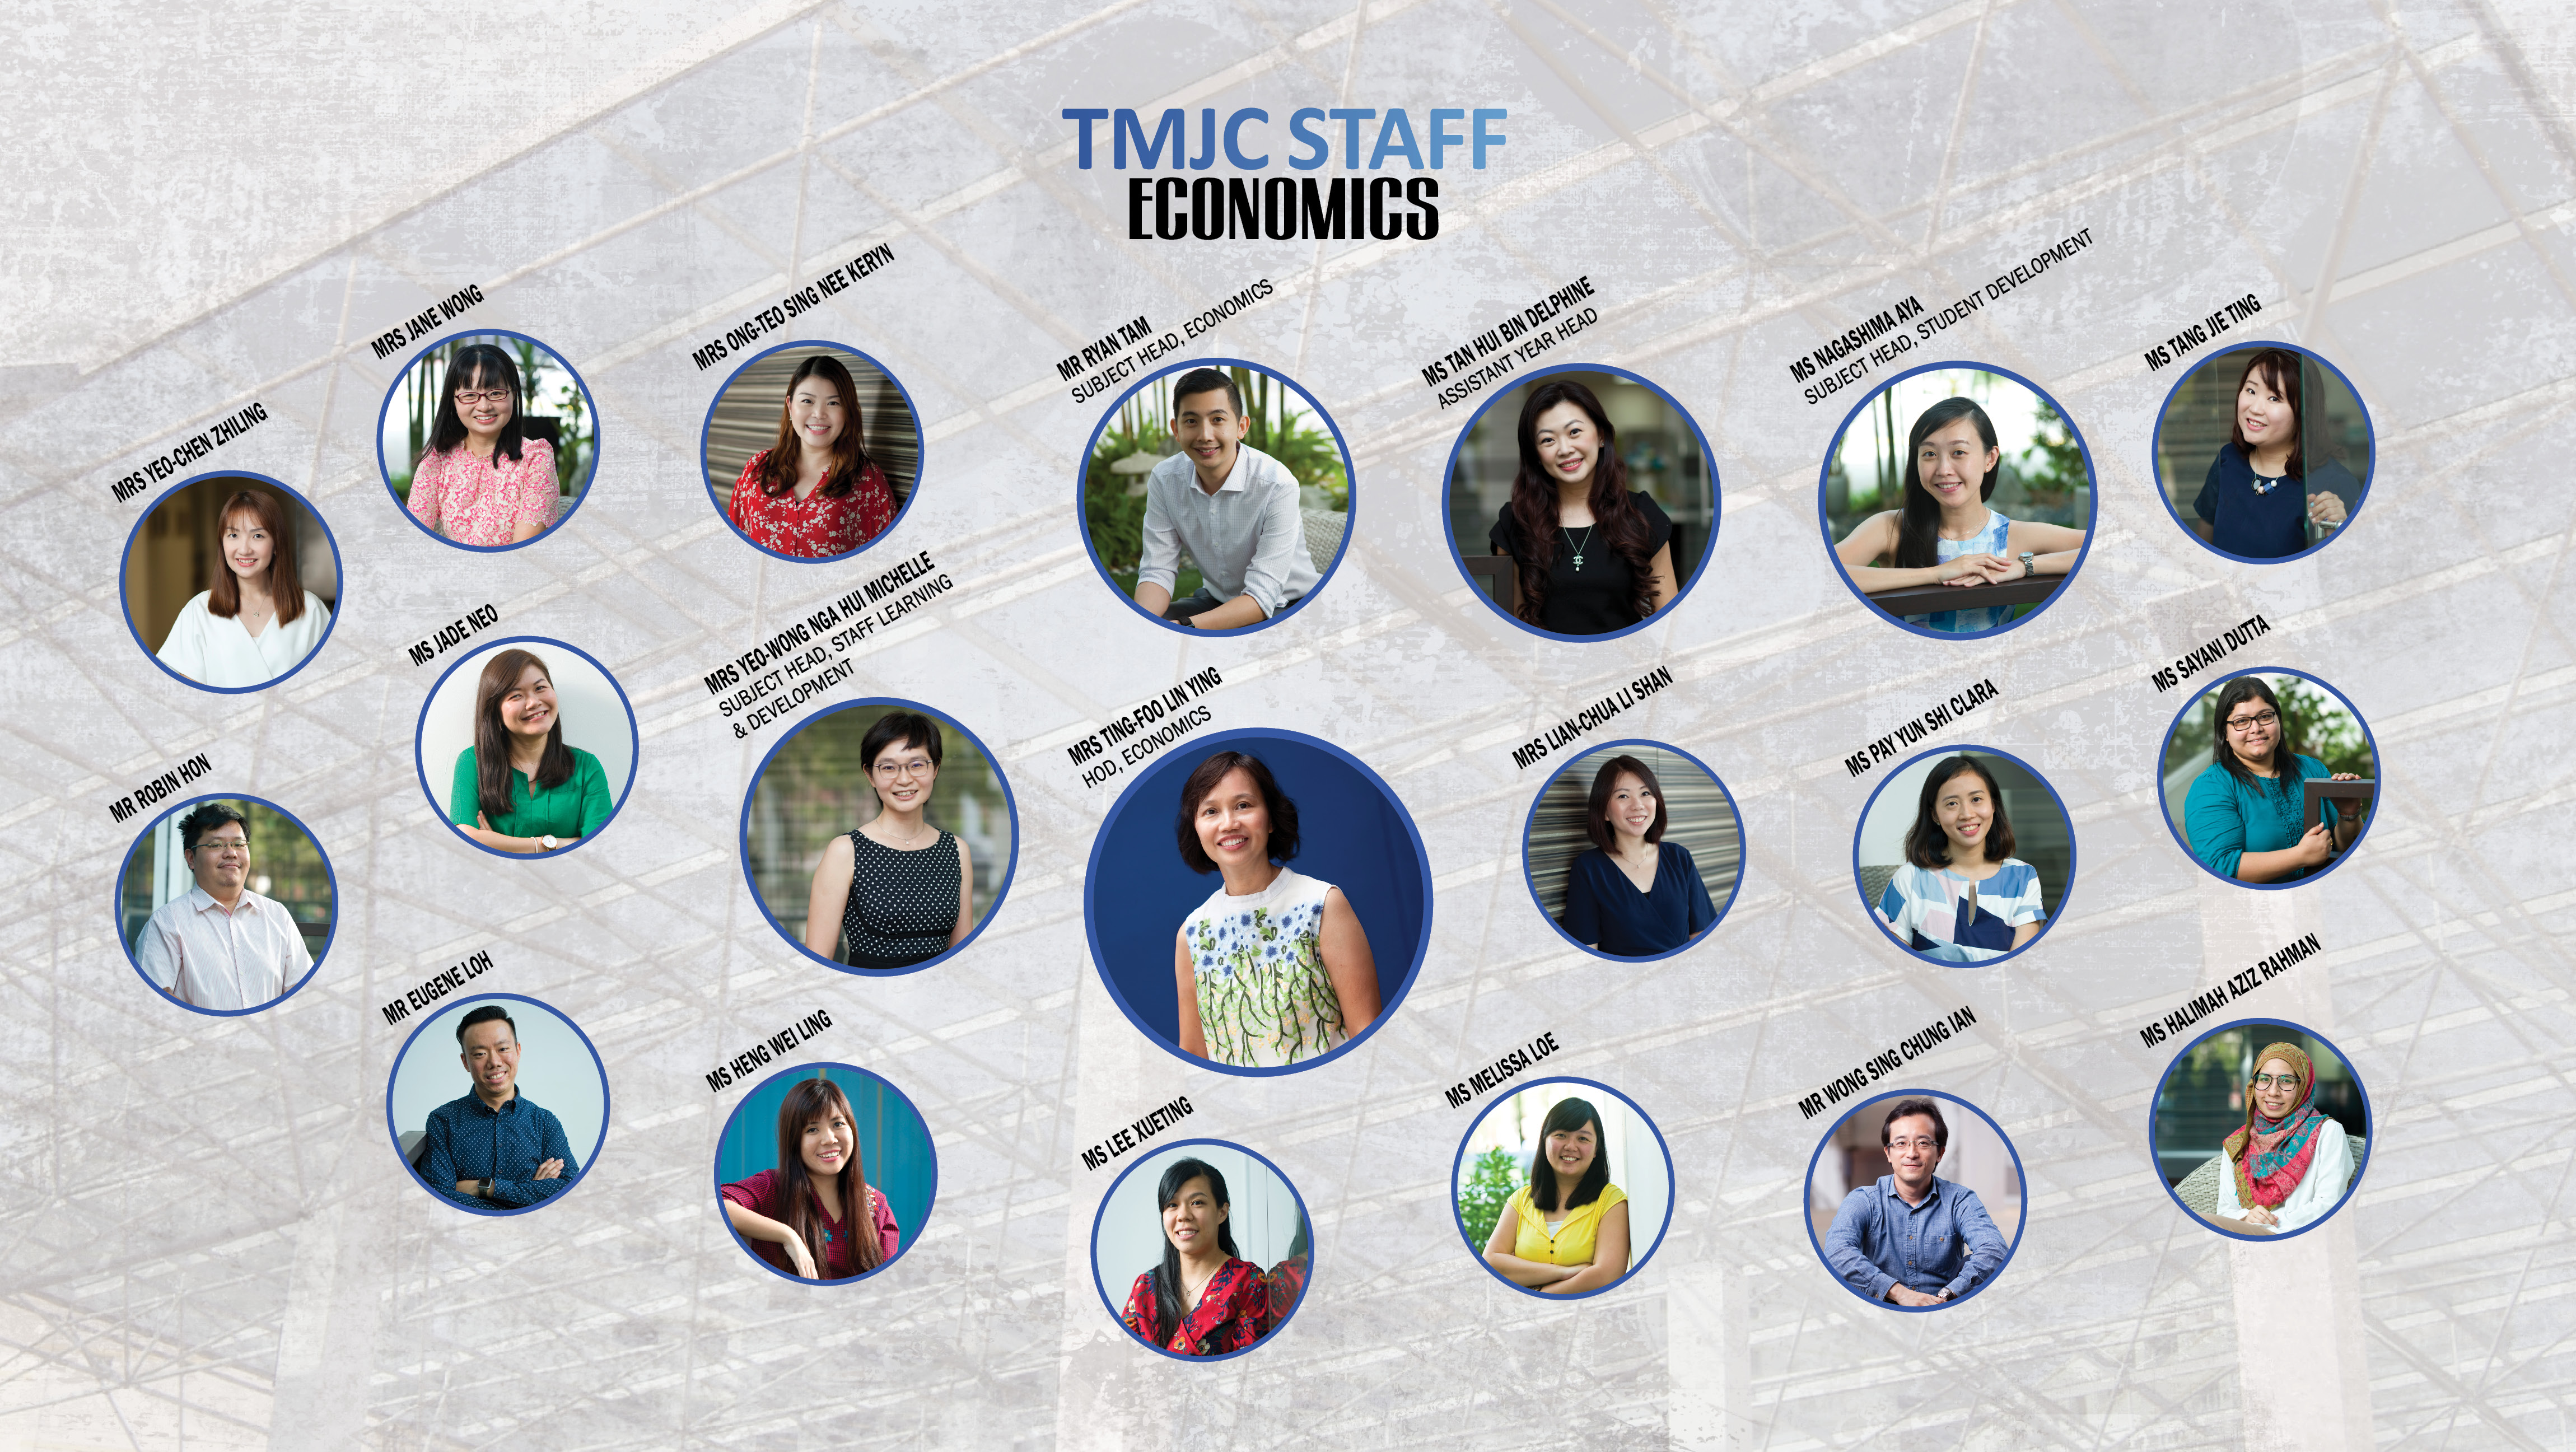 TMJC STAFF
ECONOMICS
MRS YEO-CHEN ZHILING
MRS JANE WONG
MRS ONG-TEO SING NEE KERYN
MR RYAN TAM
SUBJECT HEAD, ECONOMICS
MS TAN HUI BIN DELPHINE
ASSISTANT YEAR HEAD
MS NAGASHIMA AYA
SUBJECT HEAD, STUDENT DEVELOPMENT
MS TANG JIE TING
MR ROBIN HON
MS JADE NEO
MRS YEO-WONG NGA HUI MICHELLE
SUBJECT HEAD, STAFF LEARNING
& DEVELOPMENT
MRS TING-FOO LIN YING
HOD, ECONOMICS
MRS LIAN-CHUA LI SHAN
MS PAY YUN SHI CLARA
MS SAYANI DUTTA
MR EUGENE LOH
MS HENG WEI LING
MS LEE XUETING
MS MELISSA LOE
MR WONG SING CHUNG IAN
MS HALIMAH AZIZ RAHMAN